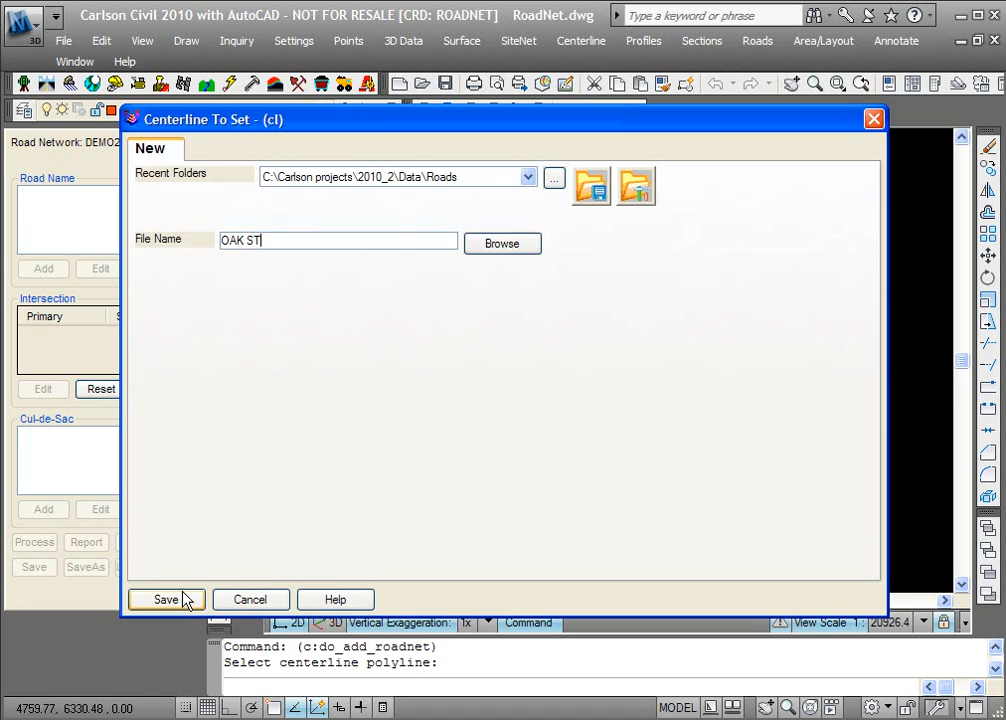 Carlson Civil 2010 with AutoCAD - NOT FOR RESALE [CRD: ROADNET] RoadNet.dwg
Type a keyword or phrase
3D
File Edit View Draw Inquiry Settings Points 3D Data Surface SiteNet Centerline Profiles Sections Roads Area/Layout Annotate
Window Help
Centerline To Set - (cl)
Road Network: DEMO2
New
Recent Folders
C:\Carlson projects\2010_2\Data\Roads
...
Road Name
File Name
OAK ST
Browse
Add Edit
Intersection
Primary S
Edit Reset
Cul-de-Sac
Add Edit
Process Report
Save SaveAs
Save Cancel Help
2D 3D Vertical Exaggeration: 1x Command View Scale 1: 20926.4
Command: (c:do_add_roadnet)
Select centerline polyline:
4759.77, 6330.48, 0.00
MODEL